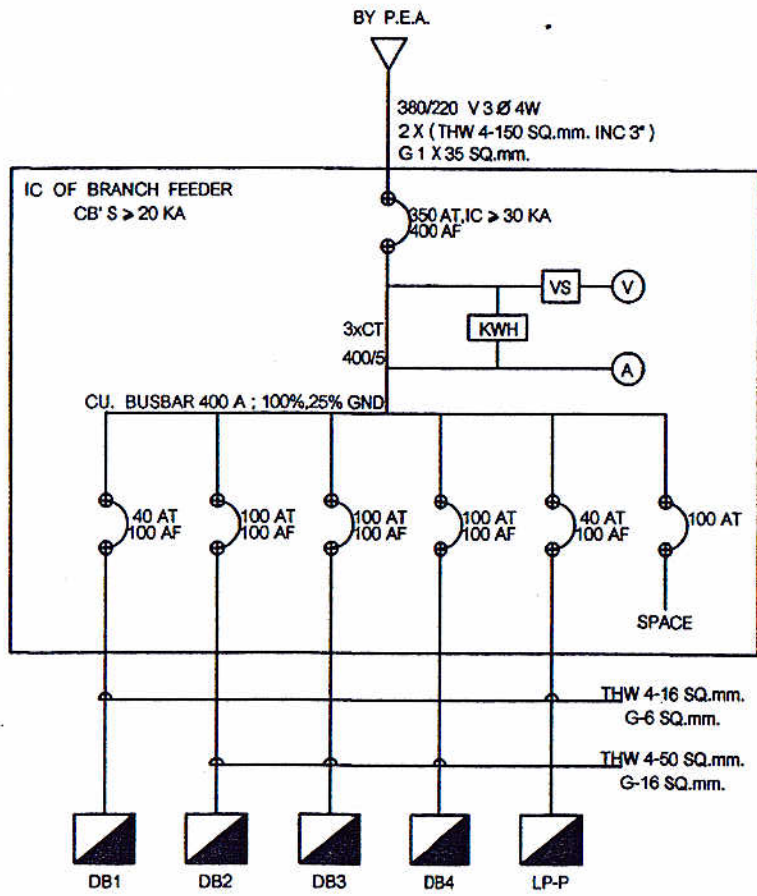 BY P.E.A.
380/220 V 3 Ø 4W
2 X ( THW 4-150 SQ.mm. INC 3" )
G 1 X 35 SQ.mm.
IC OF BRANCH FEEDER
CB' S ⩾ 20 KA
350 AT,IC ⩾ 30 KA
400 AF
VS
V
3xCT
KWH
400/5
A
CU. BUSBAR 400 A ; 100%,25% GND
40 AT
100 AF
100 AT
100 AF
100 AT
100 AF
100 AT
100 AF
40 AT
100 AF
100 AT
SPACE
THW 4-16 SQ.mm.
G-6 SQ.mm.
THW 4-50 SQ.mm.
G-16 SQ.mm.
DB1
DB2
DB3
DB4
LP-P